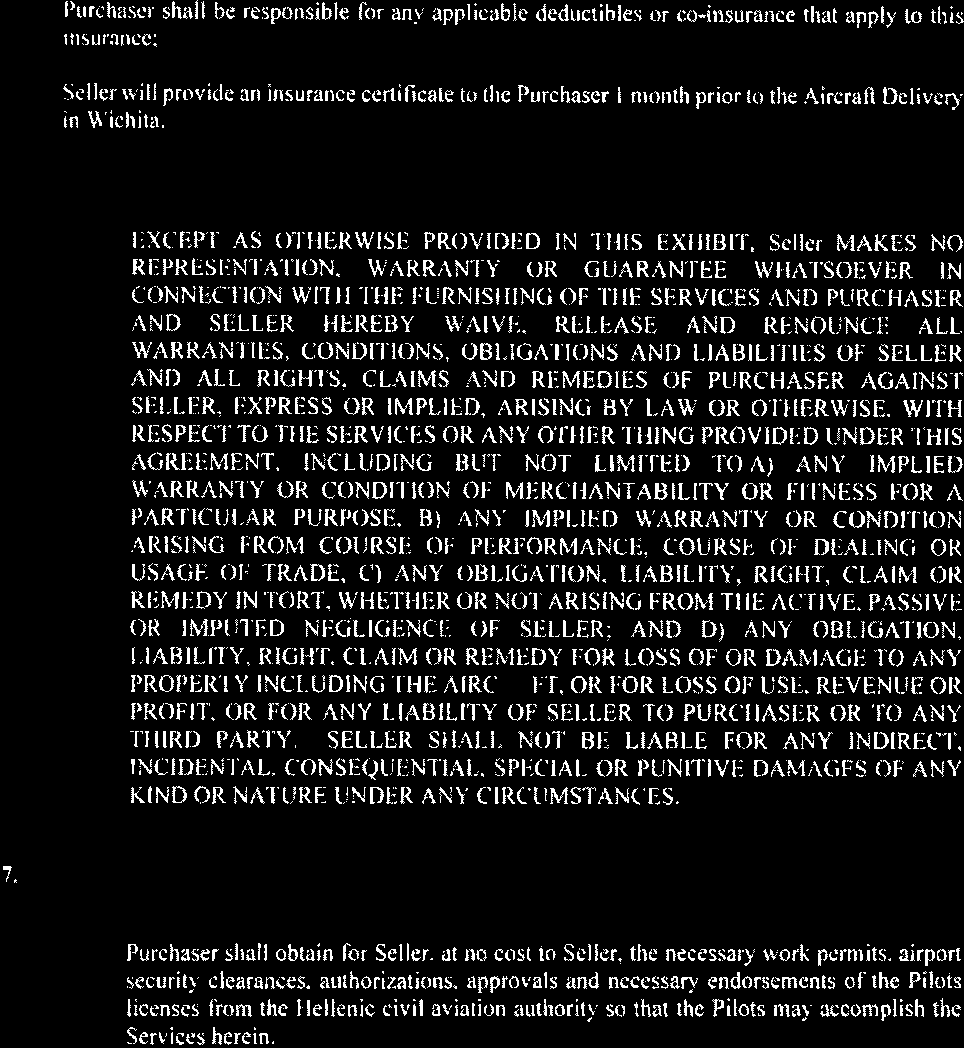 Purchaser shall be responsible for any applicable deductibles or co-insurance that apply to this
insurance;
Seller will provide an insurance certificate to the Purchaser 1 month prior to the Aircraft Delivery
in Wichita.
EXCEPT AS OTHERWISE PROVIDED IN THIS EXHIBIT, Seller MAKES NO
REPRESENTATION, WARRANTY OR GUARANTEE WHATSOEVER IN
CONNECTION WITH THE FURNISHING OF THE SERVICES AND PURCHASER
AND SELLER HEREBY WAIVE, RELEASE AND RENOUNCE ALL
WARRANTIES, CONDITIONS, OBLIGATIONS AND LIABILITIES OF SELLER
AND ALL RIGHTS, CLAIMS AND REMEDIES OF PURCHASER AGAINST
SELLER, EXPRESS OR IMPLIED, ARISING BY LAW OR OTHERWISE, WITH
RESPECT TO THE SERVICES OR ANY OTHER THING PROVIDED UNDER THIS
AGREEMENT, INCLUDING BUT NOT LIMITED TO A) ANY IMPLIED
WARRANTY OR CONDITION OF MERCHANTABILITY OR FITNESS FOR A
PARTICULAR PURPOSE, B) ANY IMPLIED WARRANTY OR CONDITION
ARISING FROM COURSE OF PERFORMANCE, COURSE OF DEALING OR
USAGE OF TRADE, C) ANY OBLIGATION, LIABILITY, RIGHT, CLAIM OR
REMEDY IN TORT, WHETHER OR NOT ARISING FROM THE ACTIVE, PASSIVE
OR IMPUTED NEGLIGENCE OF SELLER; AND D) ANY OBLIGATION,
LIABILITY, RIGHT, CLAIM OR REMEDY FOR LOSS OF OR DAMAGE TO ANY
PROPERTY INCLUDING THE AIRC FT, OR FOR LOSS OF USE, REVENUE OR
PROFIT, OR FOR ANY LIABILITY OF SELLER TO PURCHASER OR TO ANY
THIRD PARTY. SELLER SHALL NOT BE LIABLE FOR ANY INDIRECT,
INCIDENTAL, CONSEQUENTIAL, SPECIAL OR PUNITIVE DAMAGES OF ANY
KIND OR NATURE UNDER ANY CIRCUMSTANCES.
7.
Purchaser shall obtain for Seller, at no cost to Seller, the necessary work permits, airport
security clearances, authorizations, approvals and necessary endorsements of the Pilots
licenses from the Hellenic civil aviation authority so that the Pilots may accomplish the
Services herein.